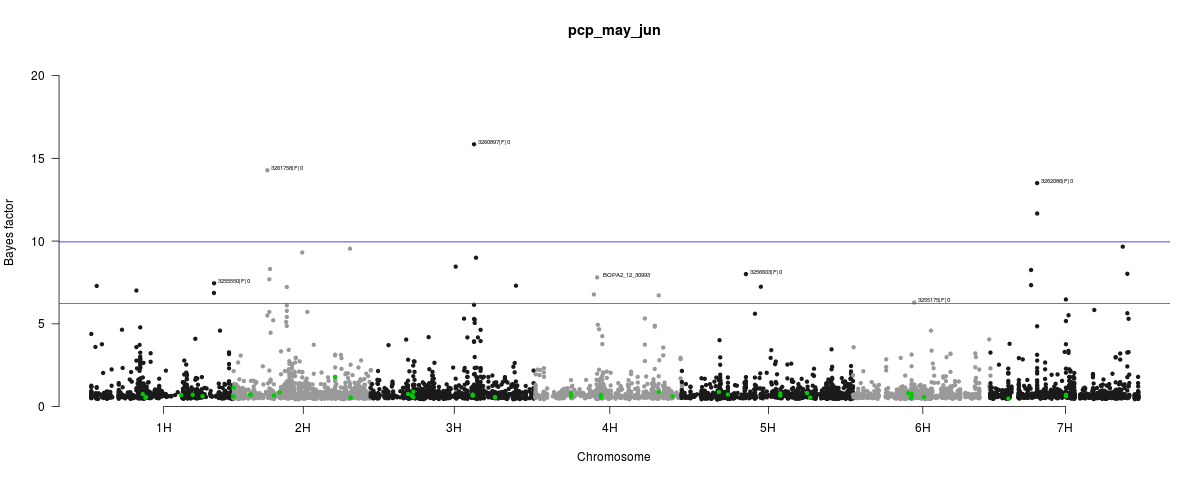 pcp_may_jun
20
15
10
5
0
Bayes factor
3260897|F|0
3261758|F|0
3262086|F|0
3255550|F|0
BOPA2_12_30993
3256603|F|0
3255175|F|0
1H 2H 3H 4H 5H 6H 7H
Chromosome